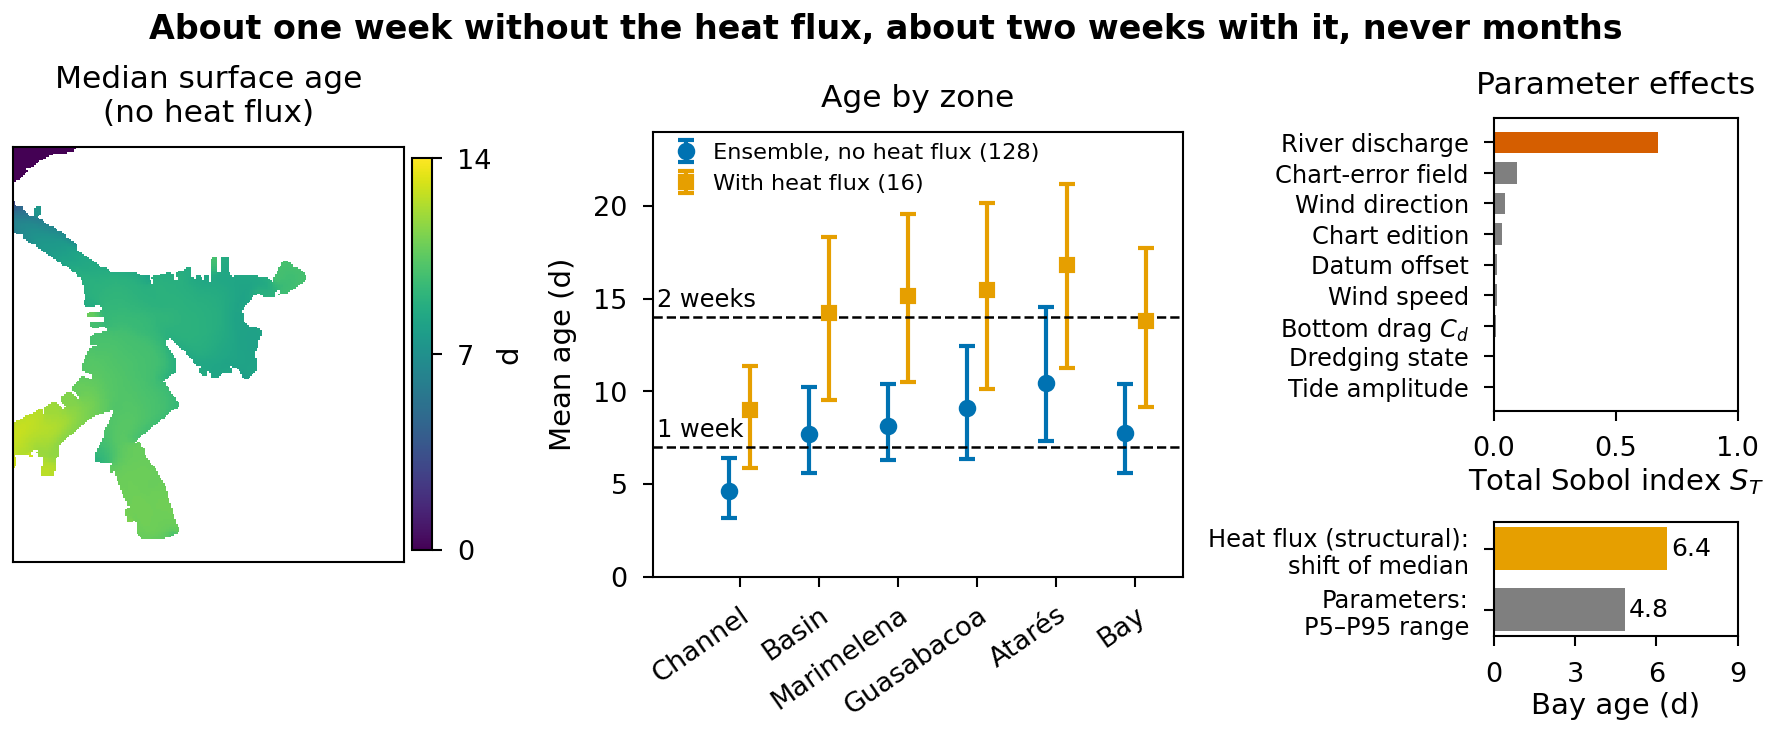 About one week without the heat flux, about two weeks with it, never months
Median surface age
(no heat flux)
14
7
0
d
Age by zone
Ensemble, no heat flux (128)
With heat flux (16)
Mean age (d)
20
15
10
5
0
2 weeks
1 week
Channel
Basin
Marimelena
Guasabacoa
Atarés
Bay
Parameter effects
River discharge
Chart-error field
Wind direction
Chart edition
Datum offset
Wind speed
Bottom drag C_d
Dredging state
Tide amplitude
0.0 0.5 1.0
Total Sobol index S_T
Heat flux (structural):
shift of median
6.4
Parameters:
P5–P95 range
4.8
0 3 6 9
Bay age (d)